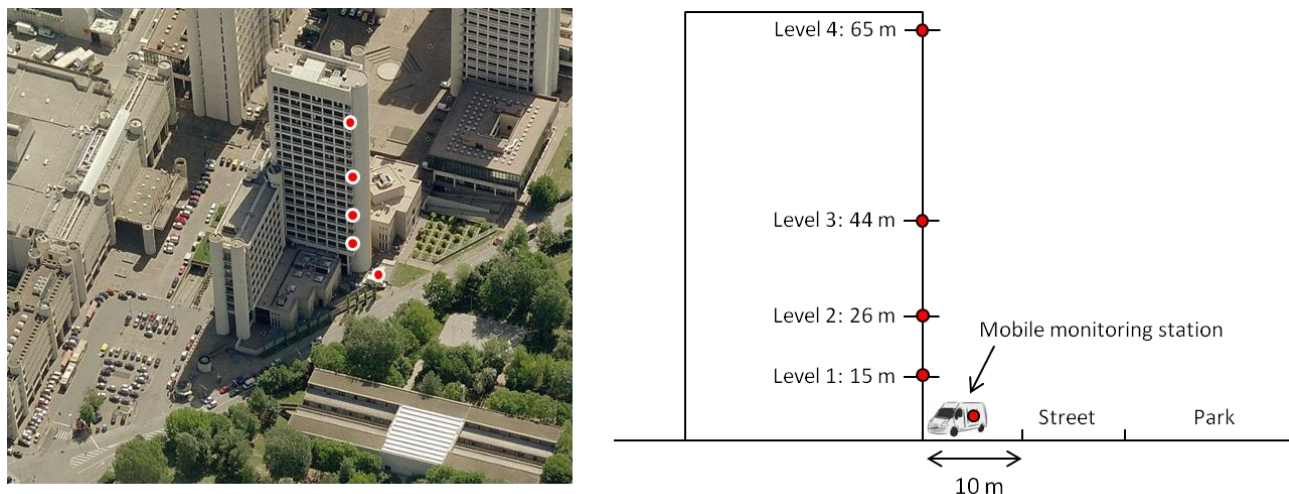 Level 4: 65 m
Level 3: 44 m
Level 2: 26 m
Mobile monitoring station
Level 1: 15 m
Street
Park
10 m